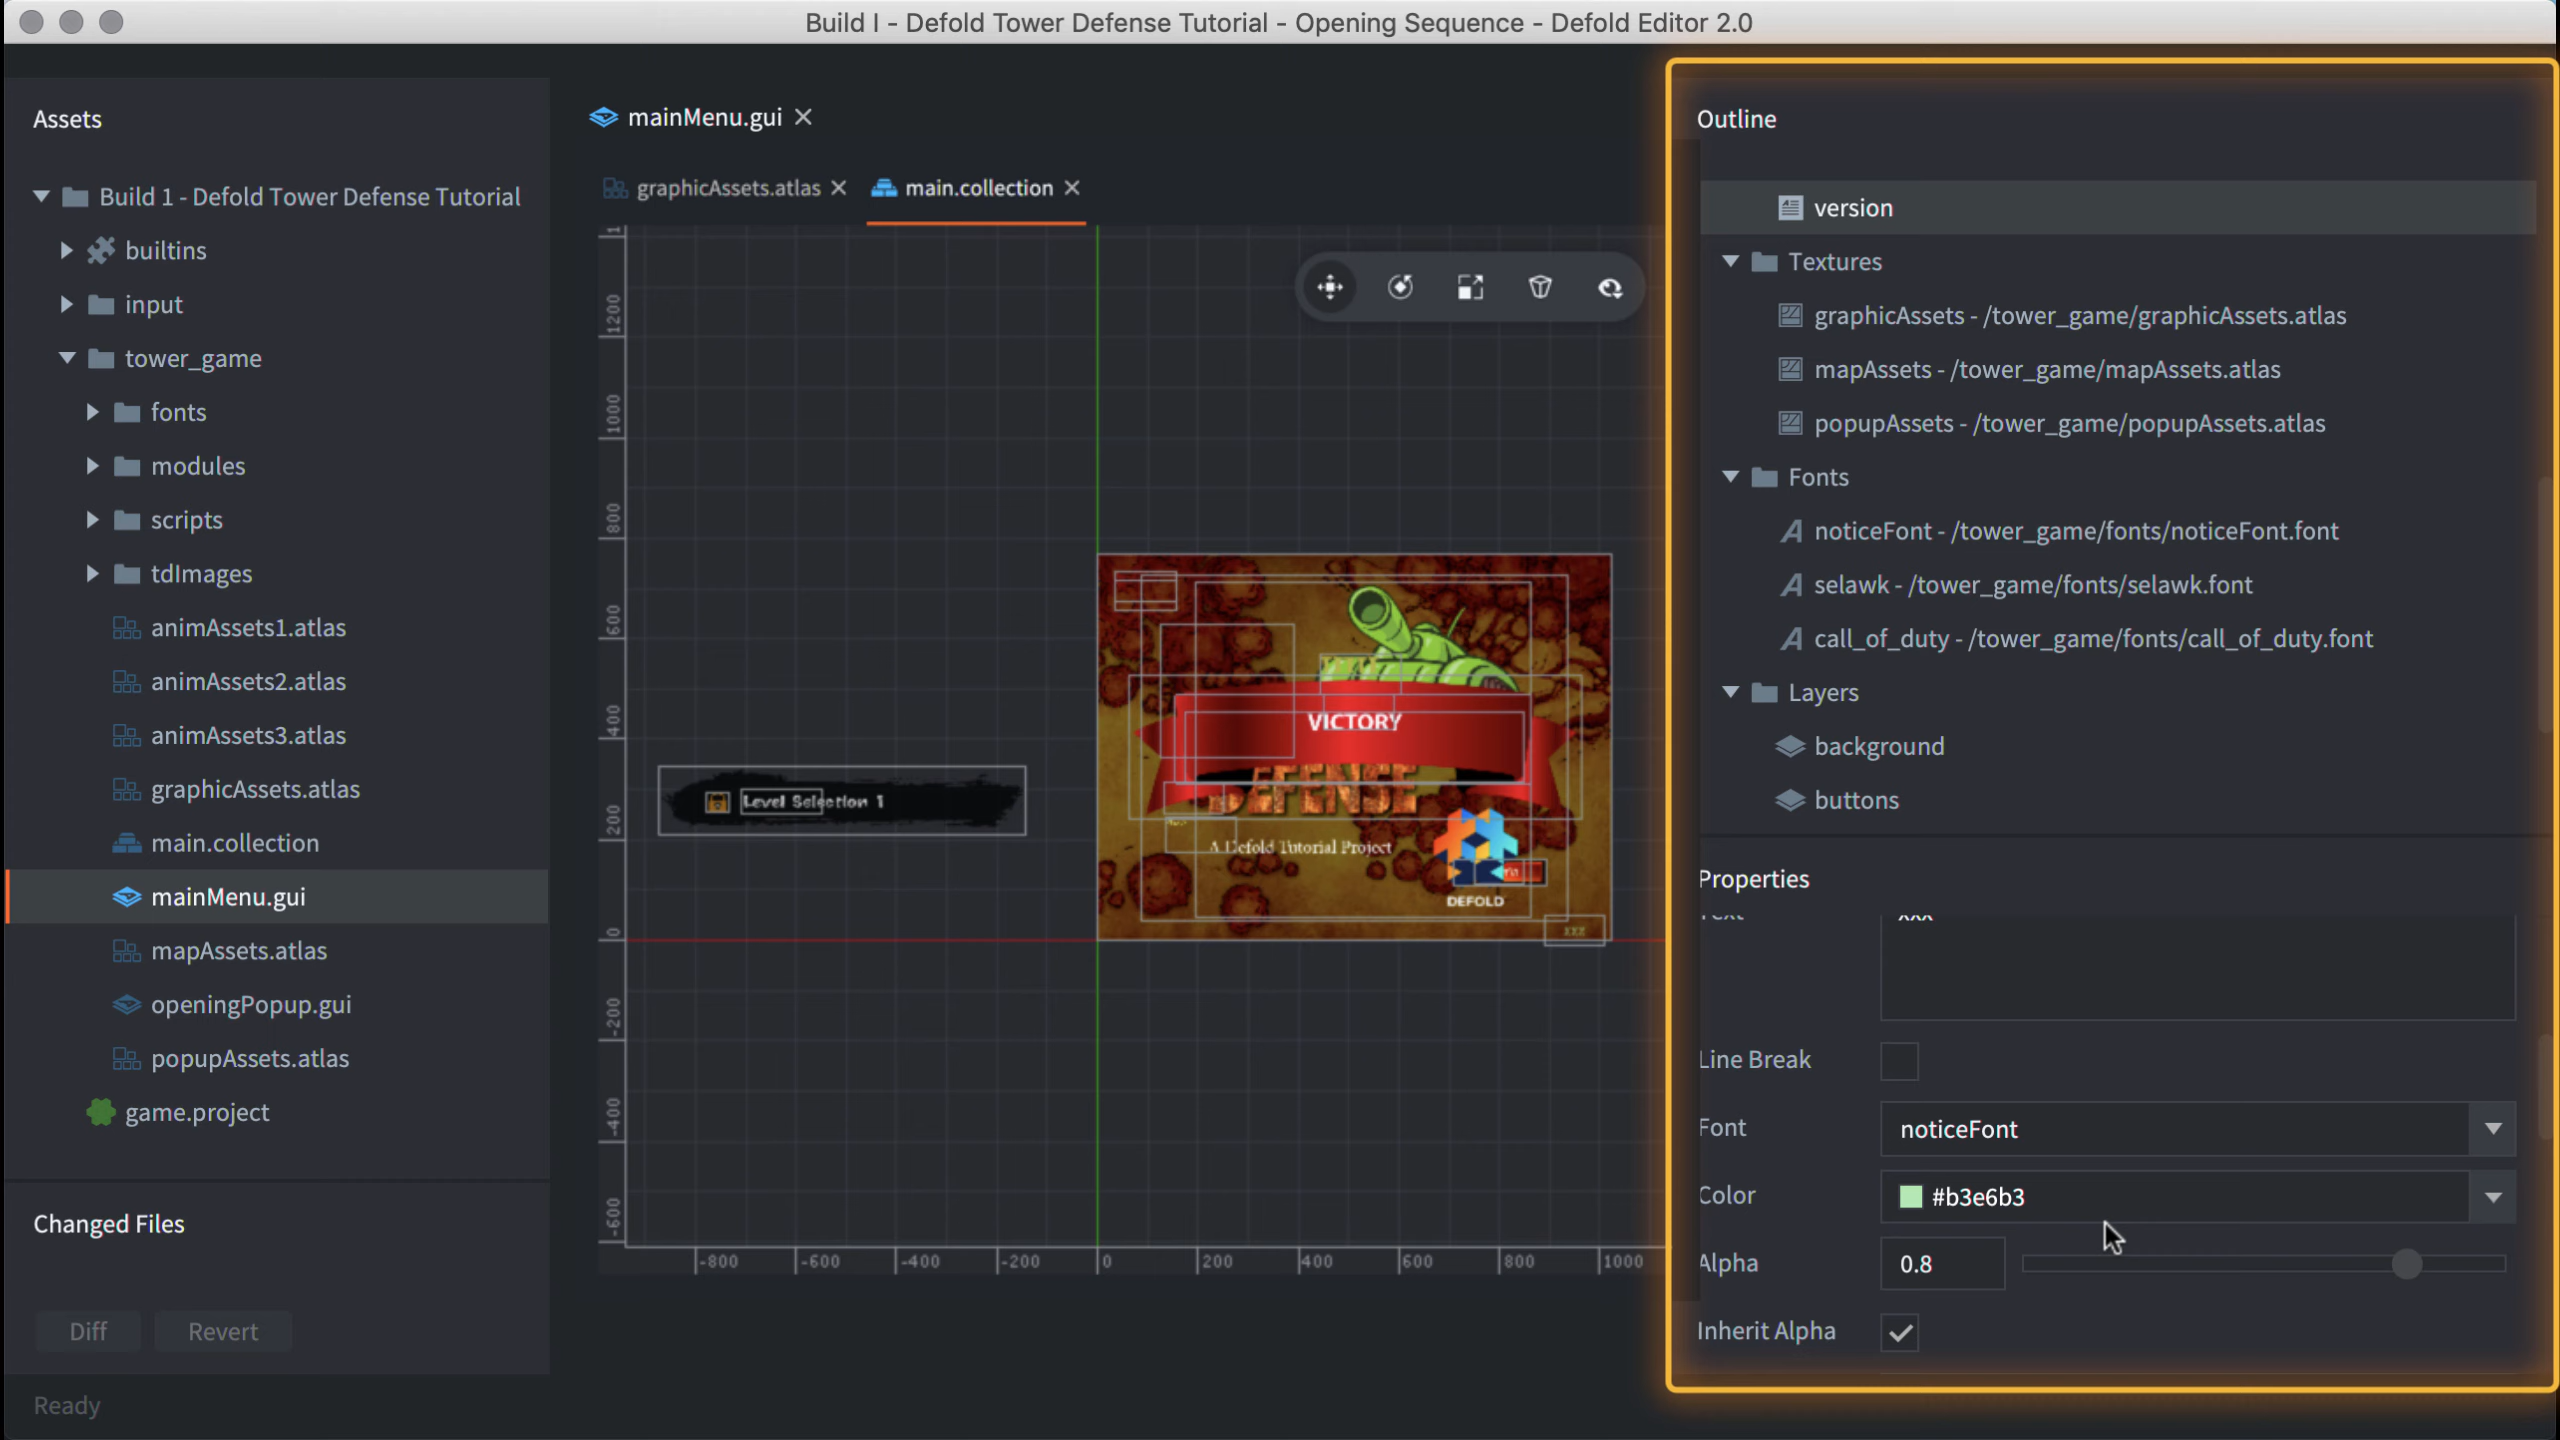 Build I - Defold Tower Defense Tutorial - Opening Sequence - Defold Editor 2.0
Assets
Build 1 - Defold Tower Defense Tutorial
builtins
input
tower_game
fonts
modules
scripts
tdImages
animAssets1.atlas
animAssets2.atlas
animAssets3.atlas
graphicAssets.atlas
main.collection
mainMenu.gui
mapAssets.atlas
openingPopup.gui
popupAssets.atlas
game.project
Changed Files
Diff Revert
Ready
mainMenu.gui
graphicAssets.atlas main.collection
1
1200
1000
800
600
400
200
0
-200
-400
-600
-800 -600 -400 -200 0 200 400 600 800 1000
Level Selection 1
VICTORY
DEFENSE
A Defold Tutorial Project
DEFOLD
xxx
Outline
version
Textures
graphicAssets - /tower_game/graphicAssets.atlas
mapAssets - /tower_game/mapAssets.atlas
popupAssets - /tower_game/popupAssets.atlas
Fonts
noticeFont - /tower_game/fonts/noticeFont.font
selawk - /tower_game/fonts/selawk.font
call_of_duty - /tower_game/fonts/call_of_duty.font
Layers
background
buttons
Properties
Text xxx
Line Break
Font noticeFont
Color #b3e6b3
Alpha 0.8
Inherit Alpha